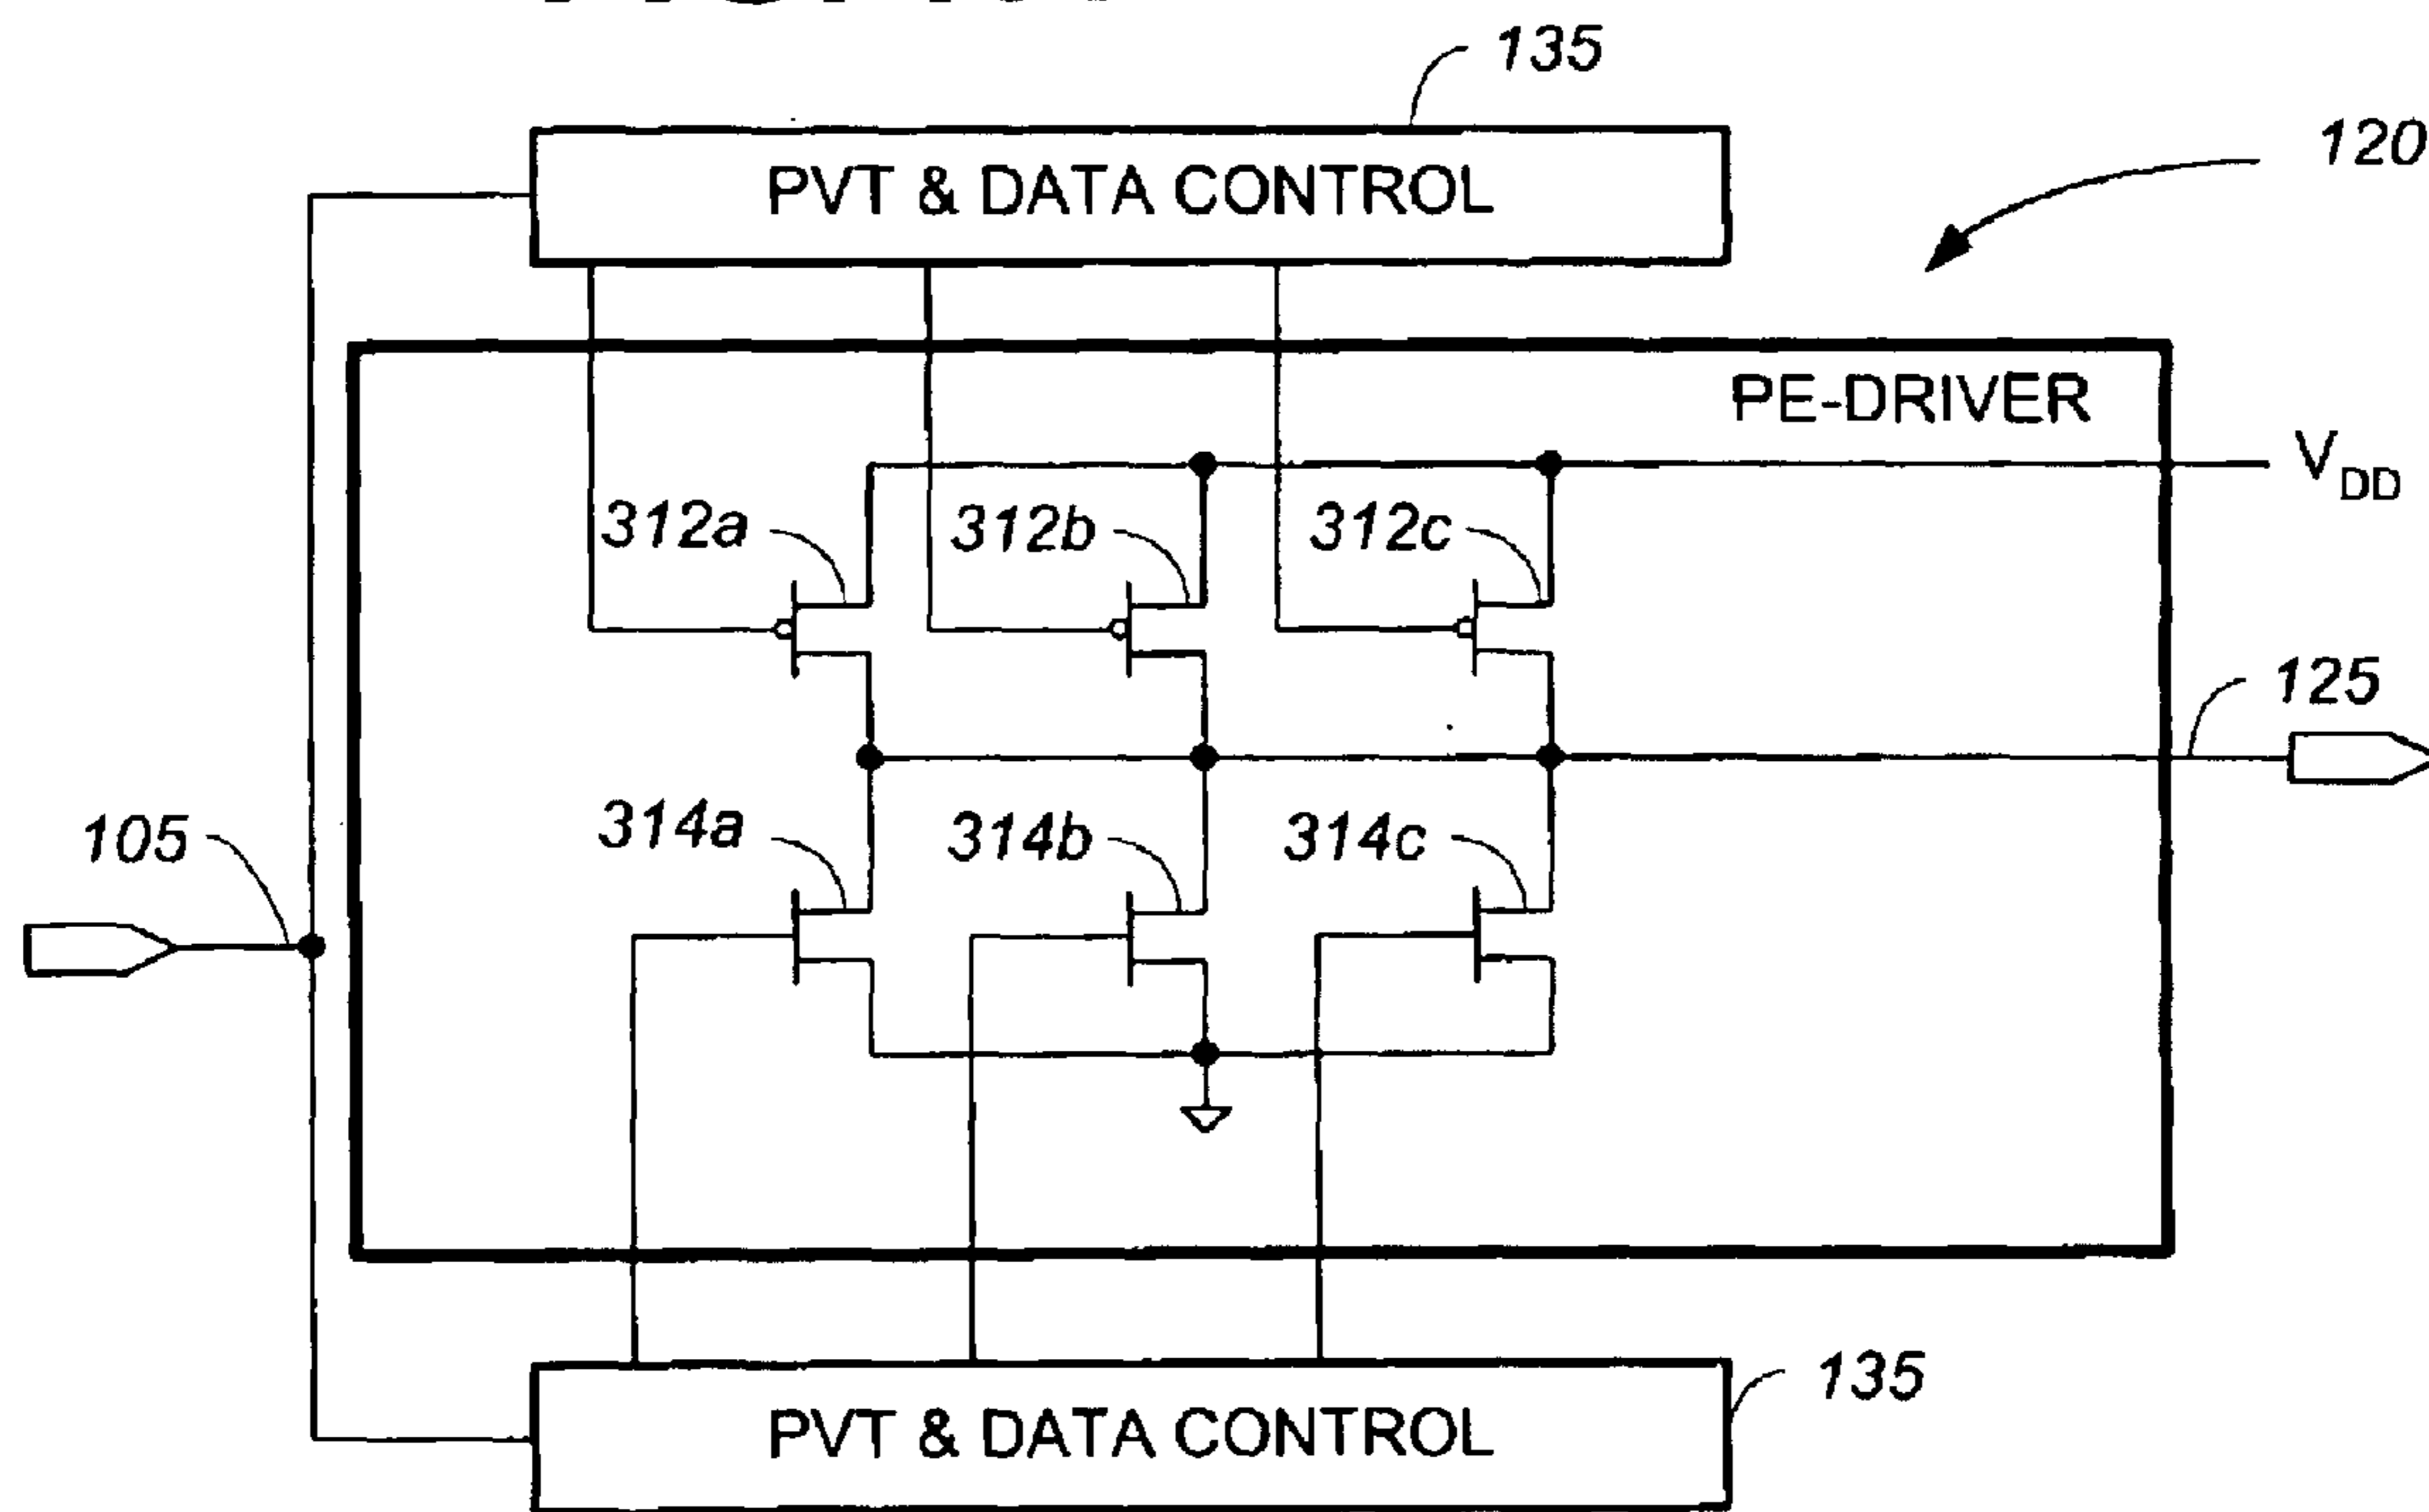 135
120
PVT & DATA CONTROL
PE-DRIVER
VDD
312a
312b
312c
125
314a
314b
314c
105
135
PVT & DATA CONTROL